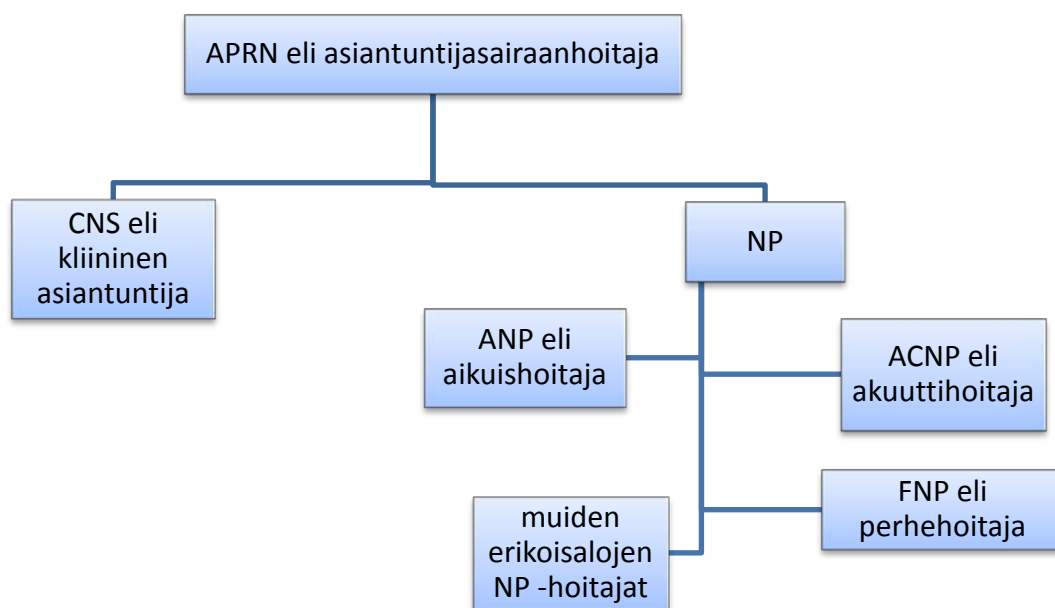 APRN eli asiantuntijasairaanhoitaja
CNS eli
kliininen
asiantuntija
NP
ANP eli
aikuishoitaja
ACNP eli
akuuttihoitaja
FNP eli
perhehoitaja
muiden
erikoisalojen
NP -hoitajat